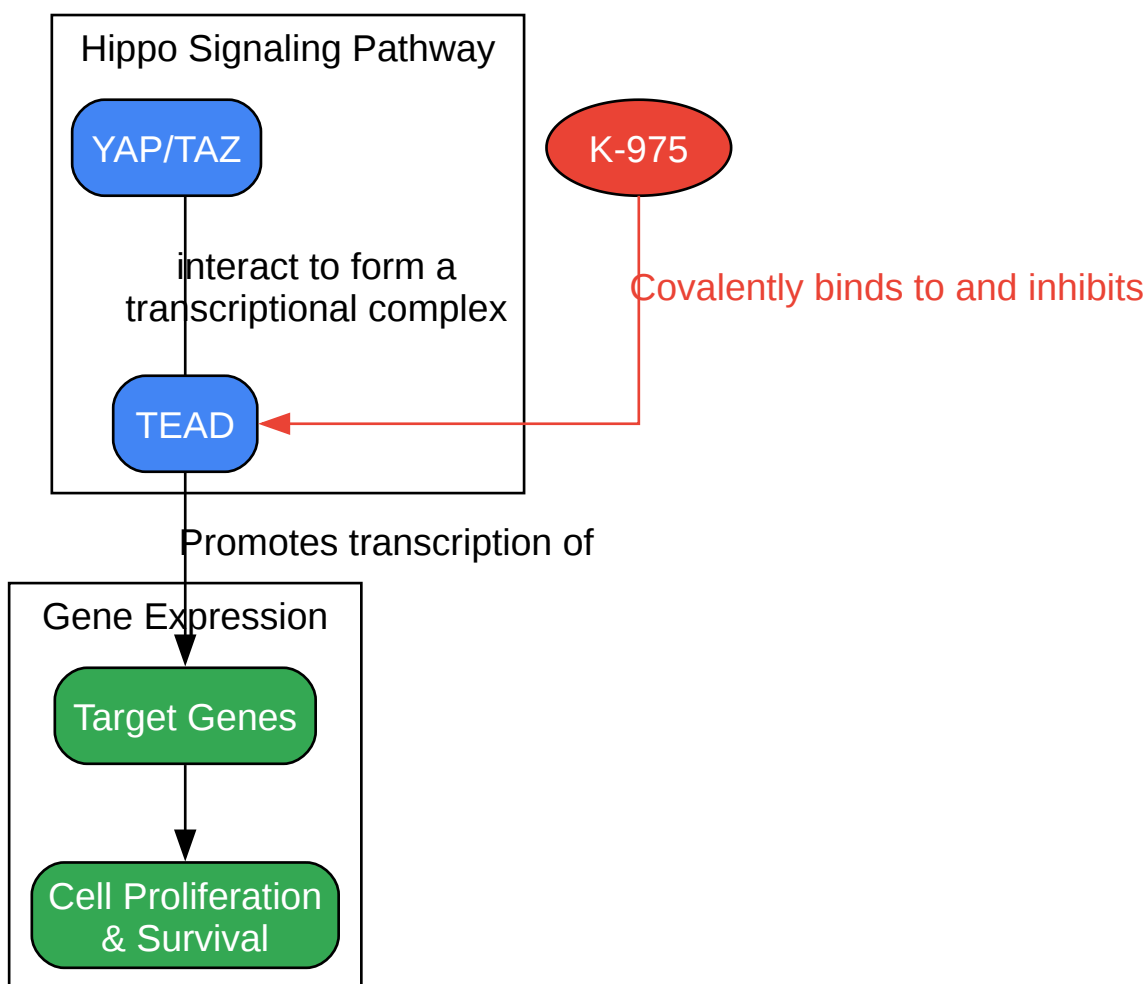 Hippo Signaling Pathway
YAP/TAZ
K-975
interact to form a
transcriptional complex
Covalently binds to and inhibits
TEAD
Promotes transcription of
Gene Expression
Target Genes
Cell Proliferation
& Survival